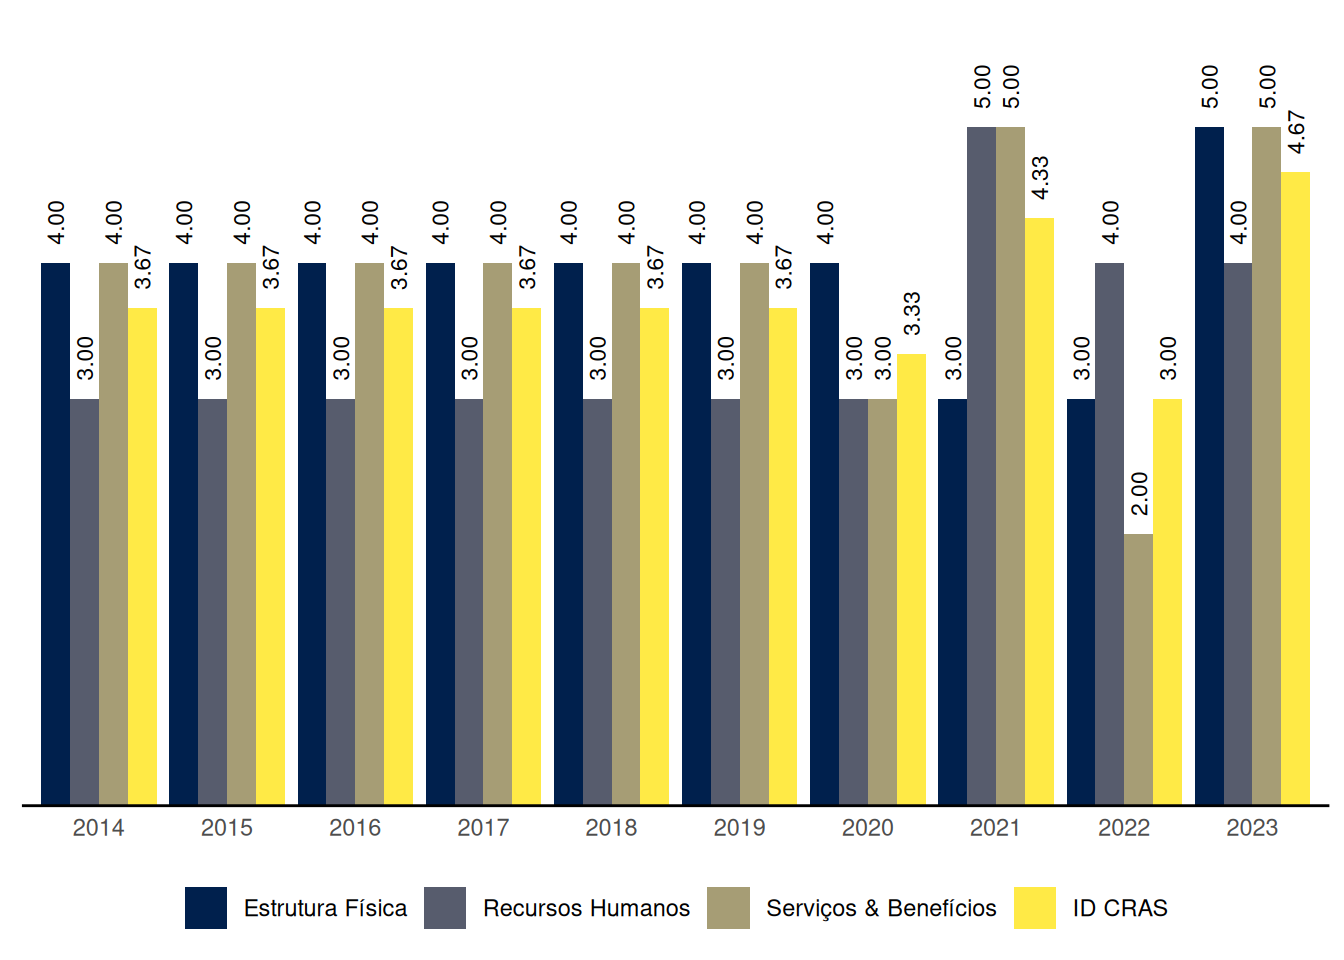 5.00 5.00 5.00 5.00
4.67
4.33
4.00 4.00 4.00 4.00 4.00 4.00 4.00 4.00 4.00 4.00 4.00 4.00 4.00 4.00 4.00
3.67 3.67 3.67 3.67 3.67 3.67
3.33
3.00 3.00 3.00 3.00 3.00 3.00 3.00 3.00 3.00 3.00 3.00
2.00
2014 2015 2016 2017 2018 2019 2020 2021 2022 2023
Estrutura Física Recursos Humanos Serviços & Benefícios ID CRAS